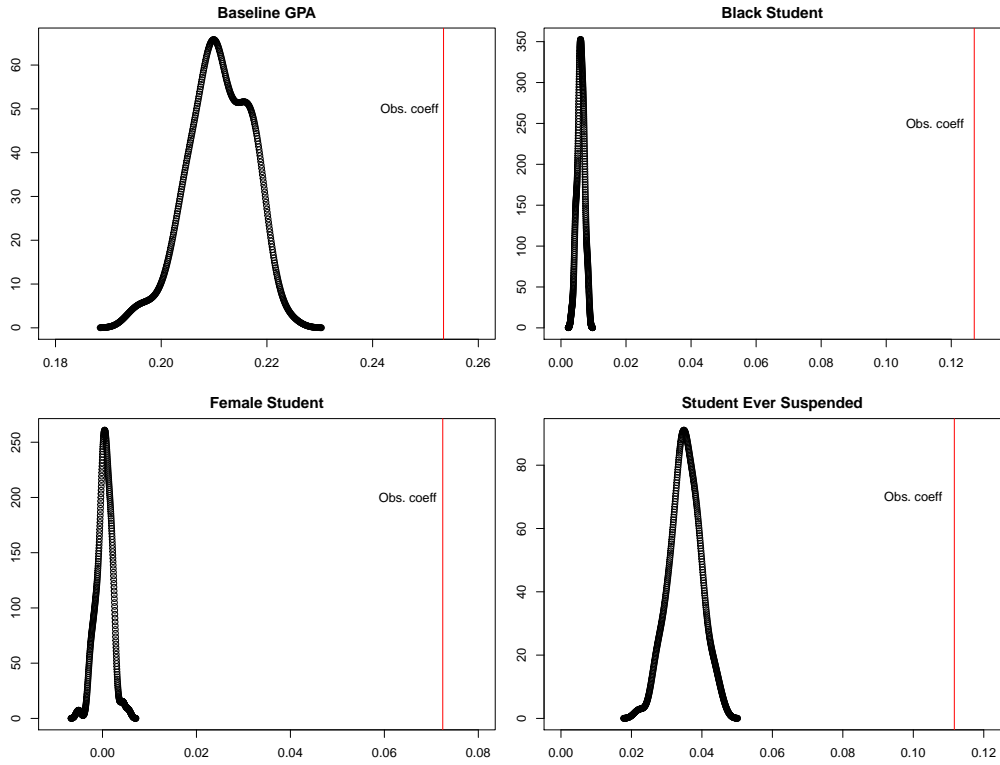 Baseline GPA
60
50
40
30
20
10
0
Obs. coeff
0.18 0.20 0.22 0.24 0.26
Black Student
350
300
250
200
150
100
50
0
Obs. coeff
0.00 0.02 0.04 0.06 0.08 0.10 0.12
Female Student
250
200
150
100
50
0
Obs. coeff
0.00 0.02 0.04 0.06 0.08
Student Ever Suspended
80
60
40
20
0
Obs. coeff
0.00 0.02 0.04 0.06 0.08 0.10 0.12